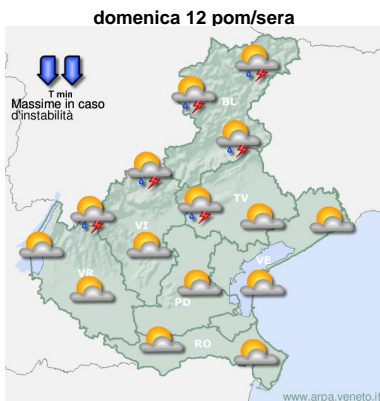 domenica 12 pom/sera
T min
Massime in caso
d'instabilità
BL
TV
VI
VE
VR
PD
RO
www.arpa.veneto.it